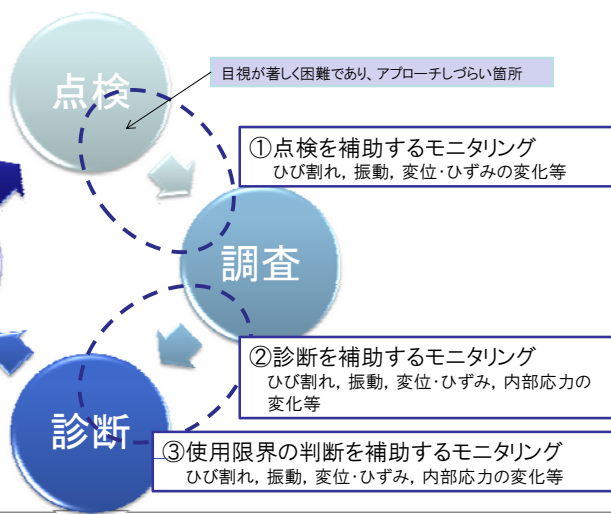 点検
目視が著しく困難であり、アプローチしづらい箇所
①点検を補助するモニタリング
ひび割れ，振動，変位・ひずみの変化等
調査
②診断を補助するモニタリング
ひび割れ，振動，変位・ひずみ，内部応力の
変化等
診断
③使用限界の判断を補助するモニタリング
ひび割れ，振動，変位・ひずみ，内部応力の変化等